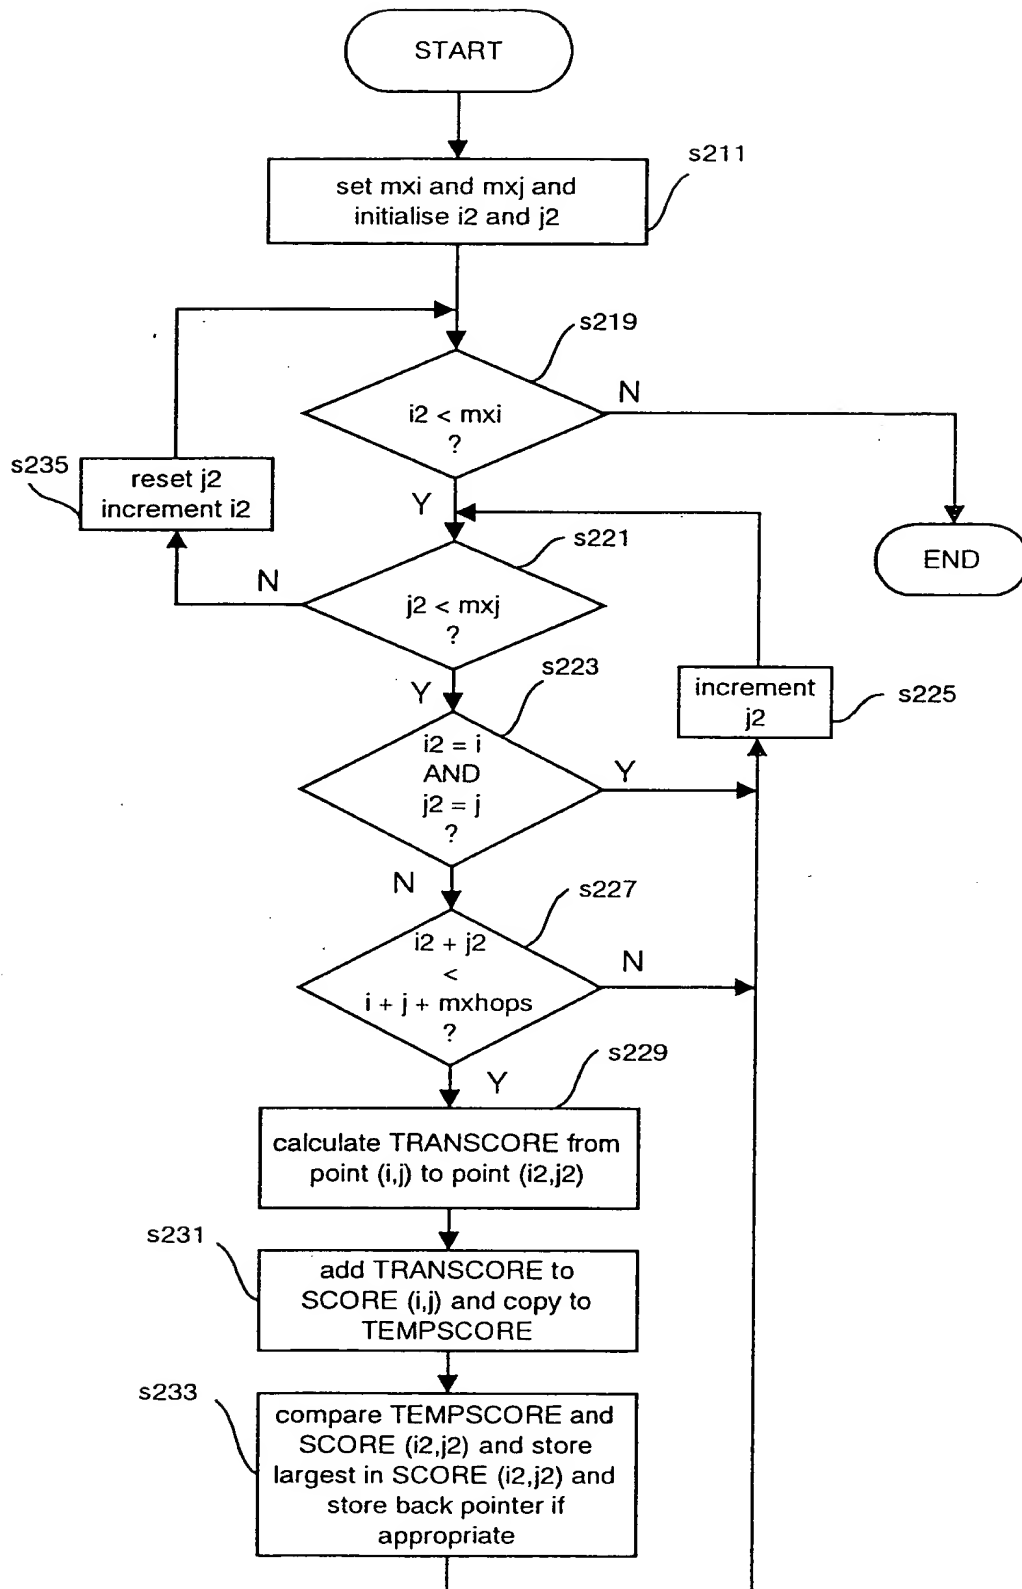 START
s211
set mxi and mxj and
initialise i2 and j2
s219
i2 < mxi
?
N
s235
reset j2
increment i2
Y
s221
END
N
j2 < mxj
?
s223
Y
increment
j2
s225
i2 = i
AND
j2 = j
?
Y
N
s227
i2 + j2
<
i + j + mxhops
?
N
s229
Y
calculate TRANSCORE from
point (i,j) to point (i2,j2)
s231
add TRANSCORE to
SCORE (i,j) and copy to
TEMPSCORE
s233
compare TEMPSCORE and
SCORE (i2,j2) and store
largest in SCORE (i2,j2) and
store back pointer if
appropriate